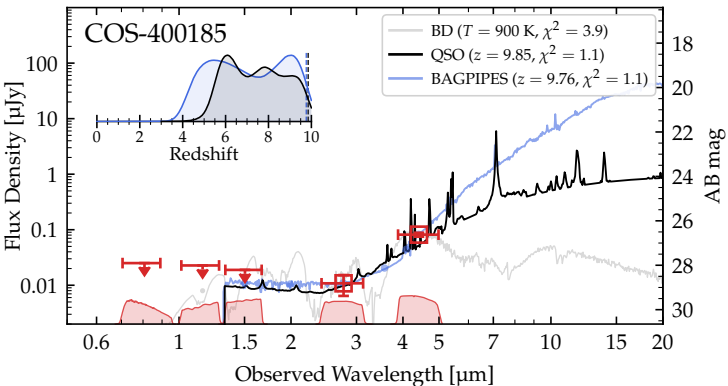 COS-400185
BD (T = 900 K, χ² = 3.9)
QSO (z = 9.85, χ² = 1.1)
BAGPIPES (z = 9.76, χ² = 1.1)
0 2 4 6 8 10
Redshift
Flux Density [μJy]
100
10
1
0.1
0.01
18
20
22
24
26
28
30
AB mag
0.6 1 1.5 2 3 4 5 7 10 15 20
Observed Wavelength [μm]